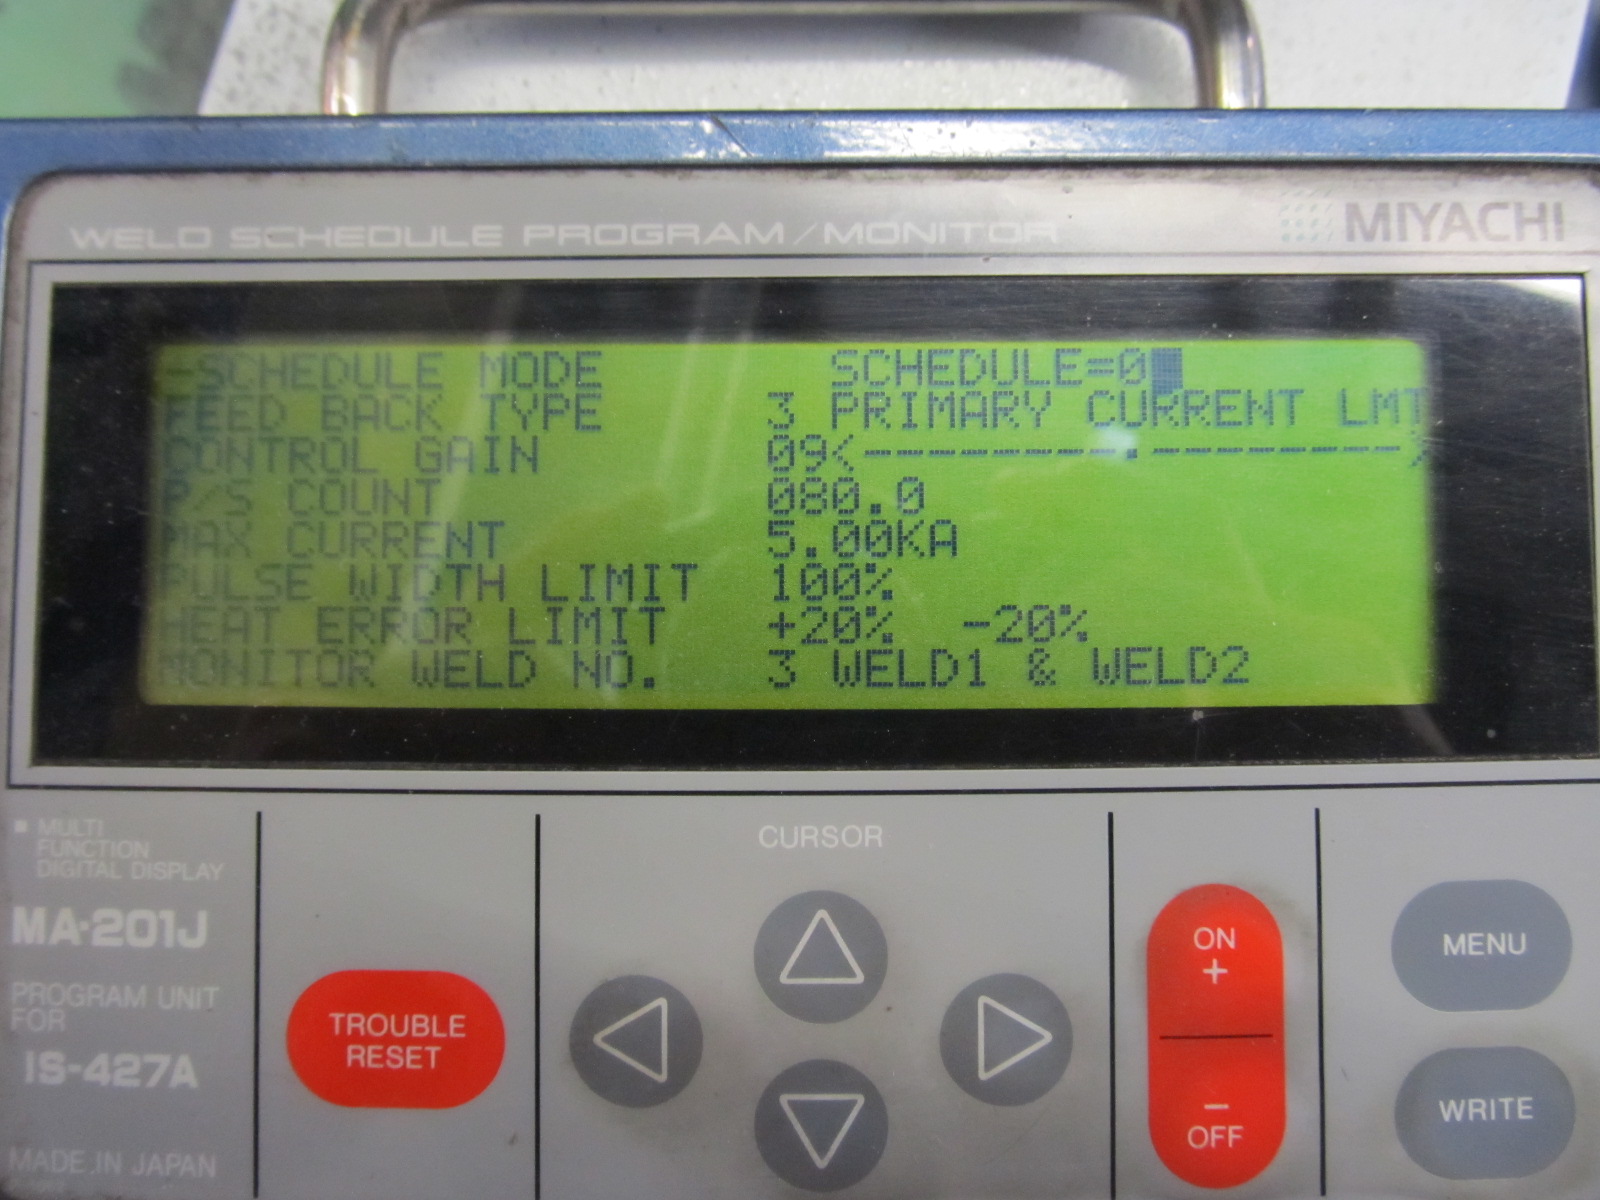 WELD SCHEDULE PROGRAM/MONITOR
MIYACHI
-SCHEDULE MODE SCHEDULE=0
FEED BACK TYPE 3 PRIMARY CURRENT LMT
CONTROL GAIN 09<--------.-------->
P/S COUNT 080.0
MAX CURRENT 5.00KA
PULSE WIDTH LIMIT 100%
HEAT ERROR LIMIT +20% -20%
MONITOR WELD NO. 3 WELD1 & WELD2
MULTI
FUNCTION
DIGITAL DISPLAY
MA-201J
PROGRAM UNIT
FOR
IS-427A
MADE IN JAPAN
TROUBLE
RESET
CURSOR
ON
+
−
OFF
MENU
WRITE